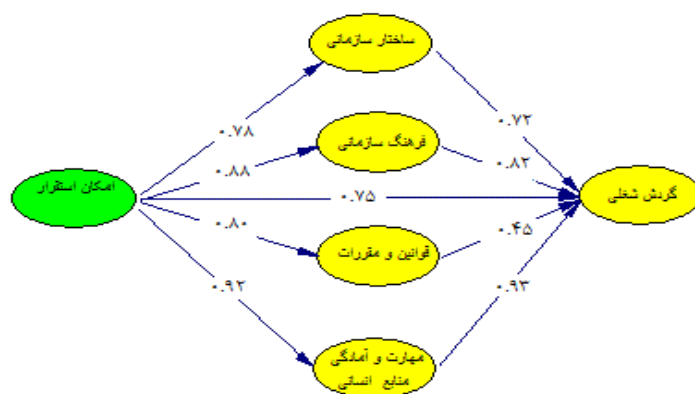 ساختار سازمانی
۰.۷۸
۰.۷۲
فرهنگ سازمانی
۰.۸۸
۰.۸۲
امکان استقرار
۰.۷۵
گردش شغلی
۰.۸۰
۰.۴۵
قوانین و مقررات
۰.۹۲
۰.۹۳
مهارت و آمادگی
منابع انسانی